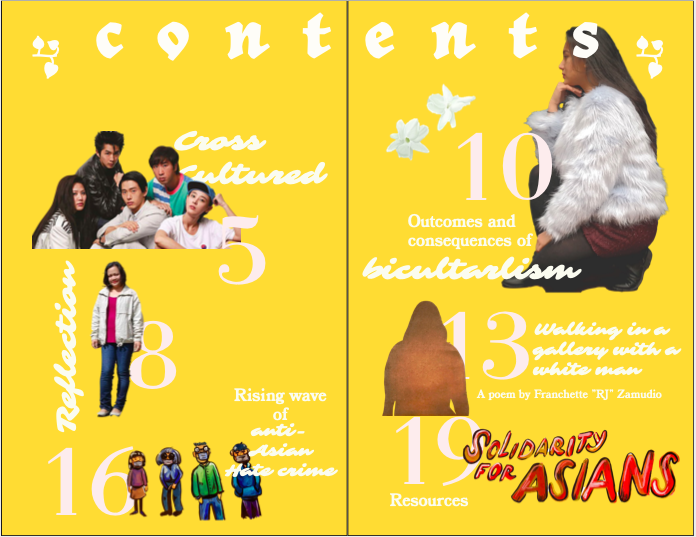 contents
Cross
Cultured
5
Reflection
8
Rising wave
of
anti-
Asian
Hate crime
16
10
Outcomes and
consequences of
bicultarlism
13
Walking in a
gallery with a
white man
A poem by Franchette "RJ" Zamudio
19
SOLIDARITY
FOR ASIANS
Resources